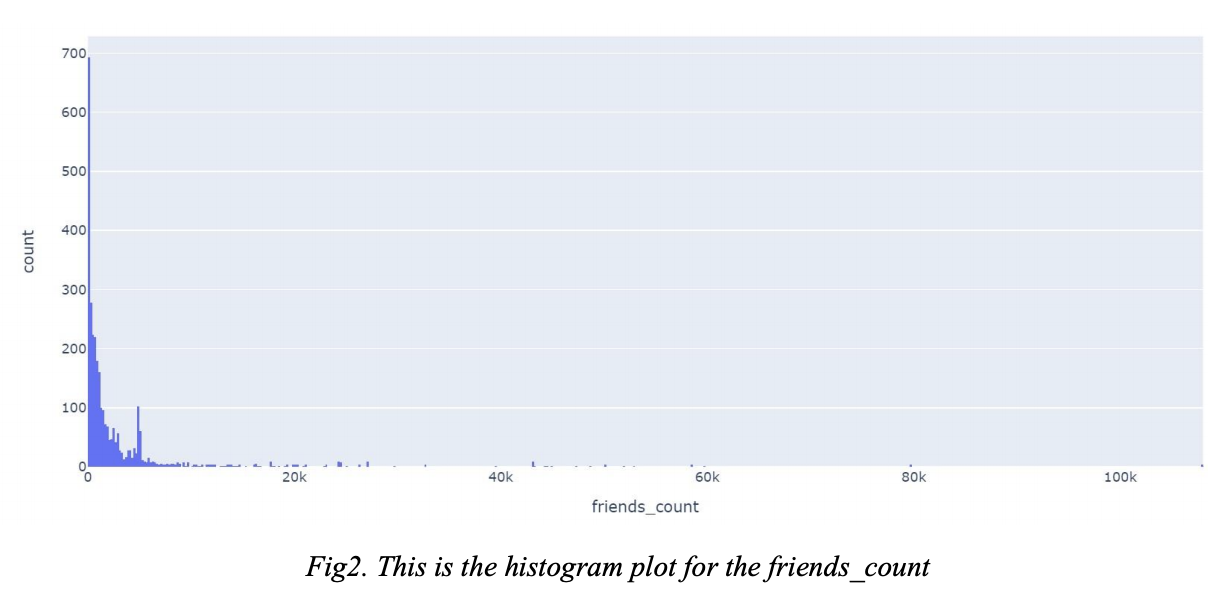 700
600
500
400
300
200
100
0
count
0 20k 40k 60k 80k 100k
friends_count
Fig2. This is the histogram plot for the friends_count